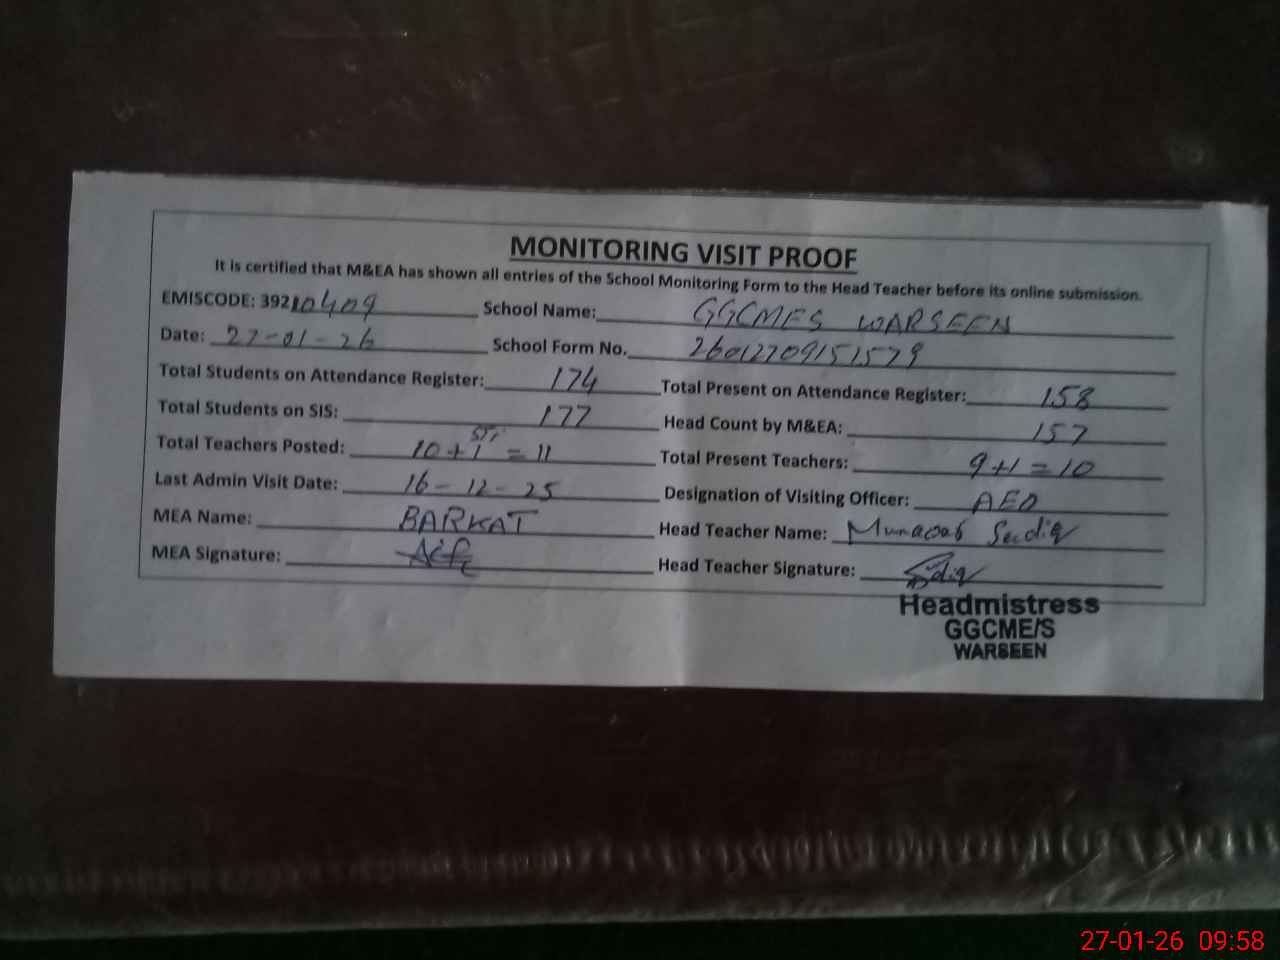 MONITORING VISIT PROOF
It is certified that M&EA has shown all entries of the School Monitoring Form to the Head Teacher before its online submission.
EMISCODE: 39210409 School Name: GGCMES WARSEEN
Date: 27-01-26 School Form No. 26012709151579
Total Students on Attendance Register: 174 Total Present on Attendance Register: 158
Total Students on SIS: 177 Head Count by M&EA: 157
Total Teachers Posted: 10+1 = 11 Total Present Teachers: 9+1=10
Last Admin Visit Date: 16-12-25 Designation of Visiting Officer: AEO
MEA Name: BARKAT Head Teacher Name:
MEA Signature: Head Teacher Signature:
Headmistress
GGCME/S
WARSEEN
27-01-26 09:58